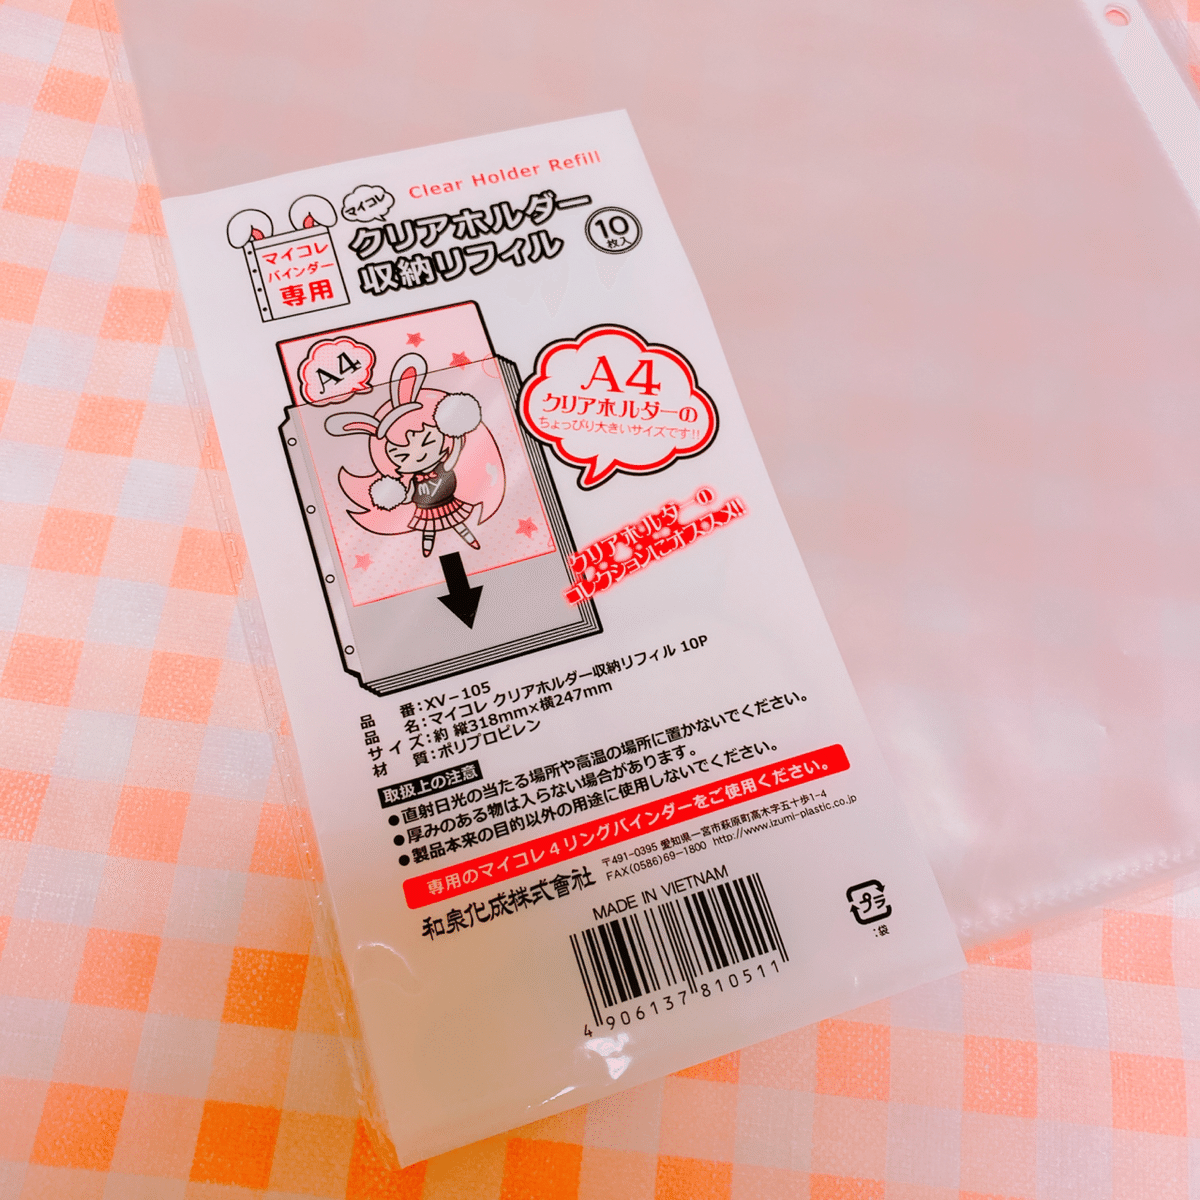 Clear Holder Refill
マイコレ
バインダー
専用
マイコレ
クリアホルダー
収納リフィル
10
枚入
A4
A4
クリアホルダーの
ちょっぴり大きいサイズです!!
クリアホルダーの
コレクションにオススメ!!
品　番:XV-105
品　名:マイコレ クリアホルダー収納リフィル 10P
サイズ:約 縦318mm×横247mm
材　質:ポリプロピレン
取扱上の注意
●直射日光の当たる場所や高温の場所に置かないでください。
●厚みのある物は入らない場合があります。
●製品本来の目的以外の用途に使用しないでください。
専用のマイコレ4リングバインダーをご使用ください。
和泉化成株式會社
〒491-0395 愛知県一宮市萩原町高木字五十歩1-4
FAX(0586)69-1800 http://www.izumi-plastic.co.jp
MADE IN VIETNAM
4 906137 810511
プラ
:袋